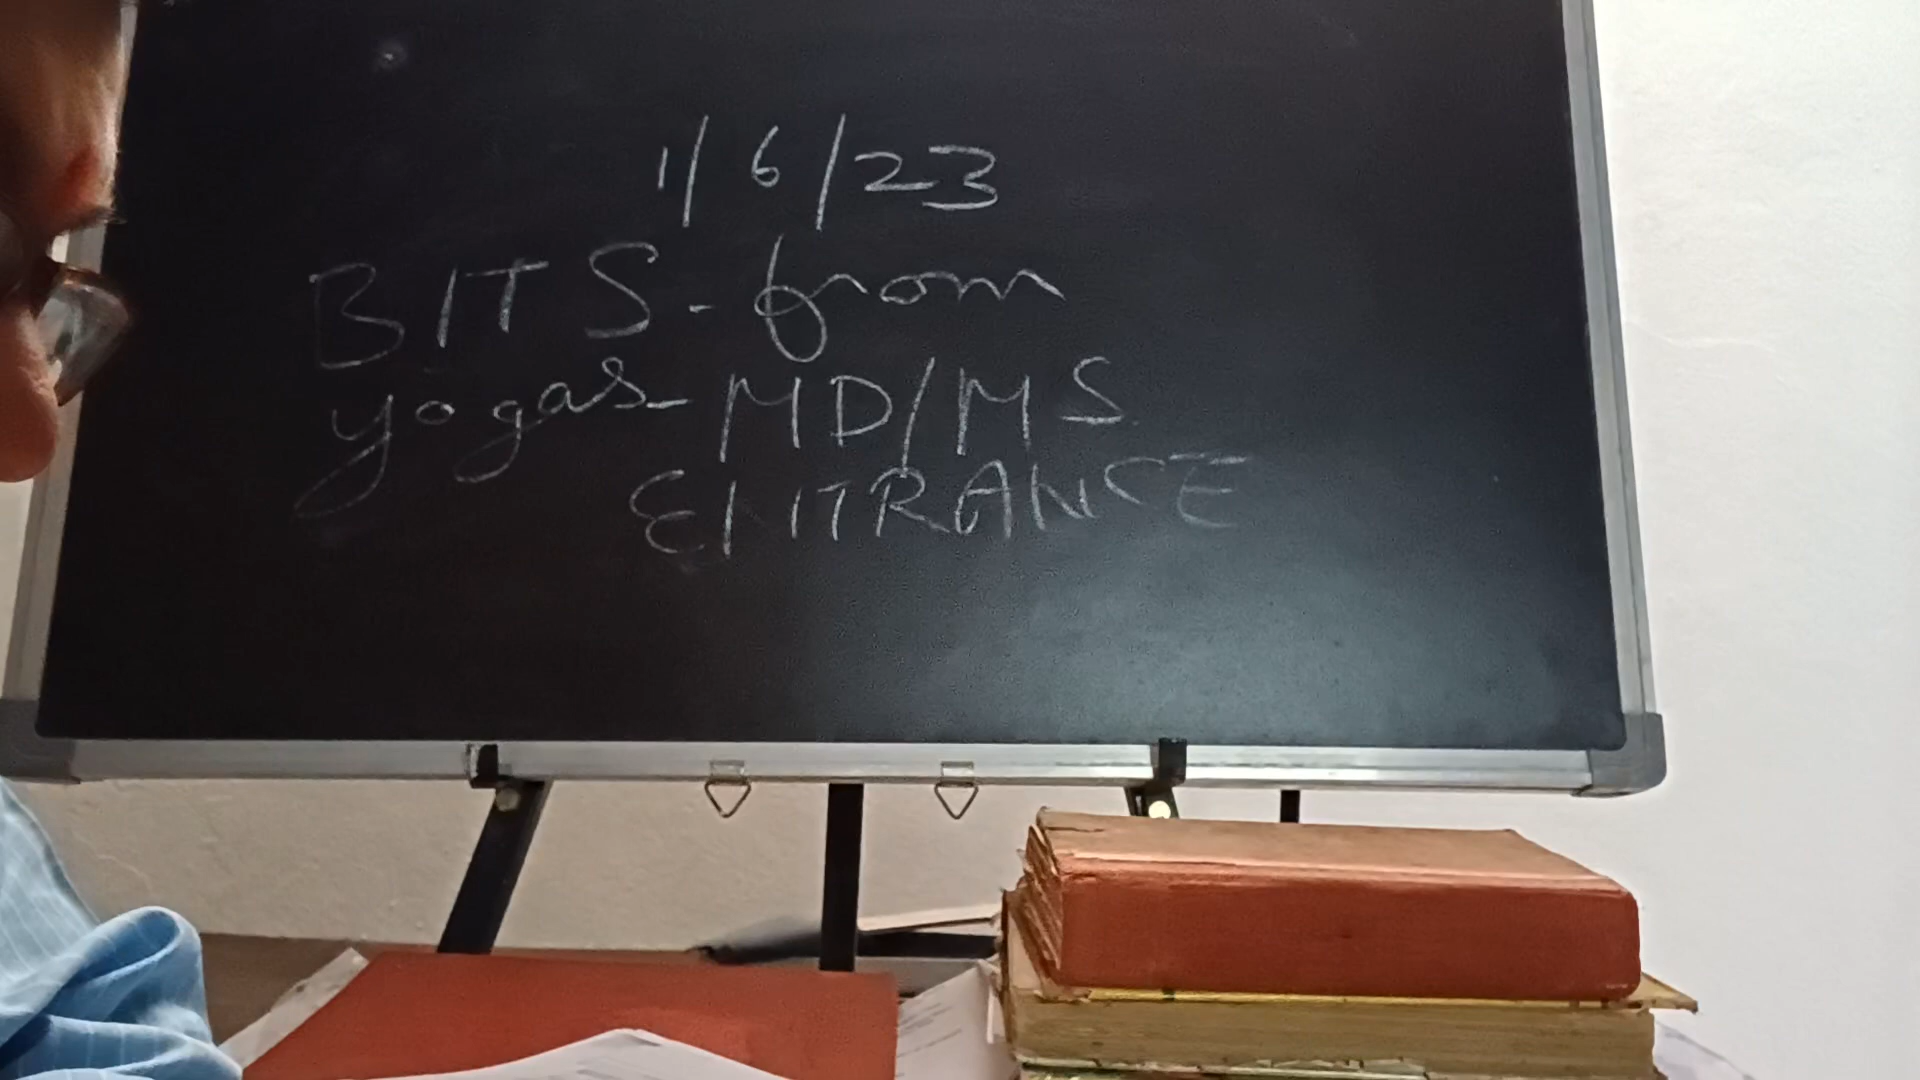 1/6/23
BITS - from
yogas - MD/MS
ENTRANCE